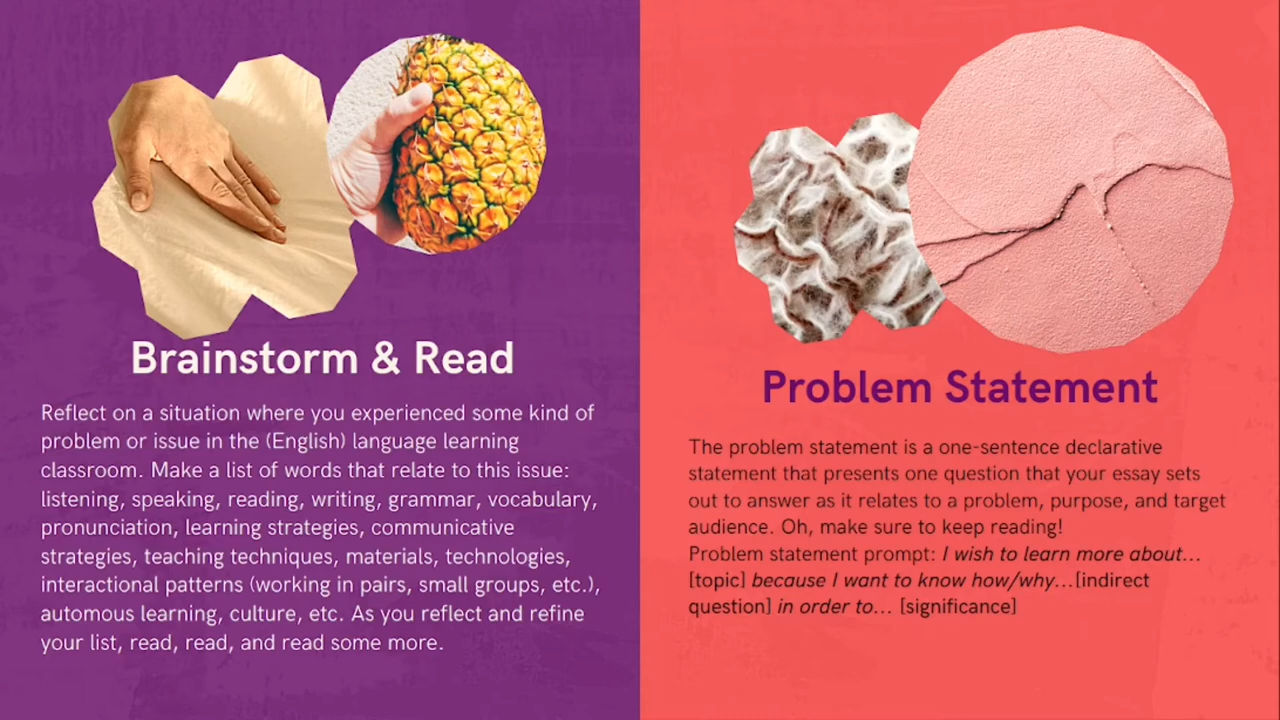 Brainstorm & Read
Reflect on a situation where you experienced some kind of
problem or issue in the (English) language learning
classroom. Make a list of words that relate to this issue:
listening, speaking, reading, writing, grammar, vocabulary,
pronunciation, learning strategies, communicative
strategies, teaching techniques, materials, technologies,
interactional patterns (working in pairs, small groups, etc.),
automous learning, culture, etc. As you reflect and refine
your list, read, read, and read some more.
Problem Statement
The problem statement is a one-sentence declarative
statement that presents one question that your essay sets
out to answer as it relates to a problem, purpose, and target
audience. Oh, make sure to keep reading!
Problem statement prompt: I wish to learn more about...
[topic] because I want to know how/why...[indirect
question] in order to... [significance]